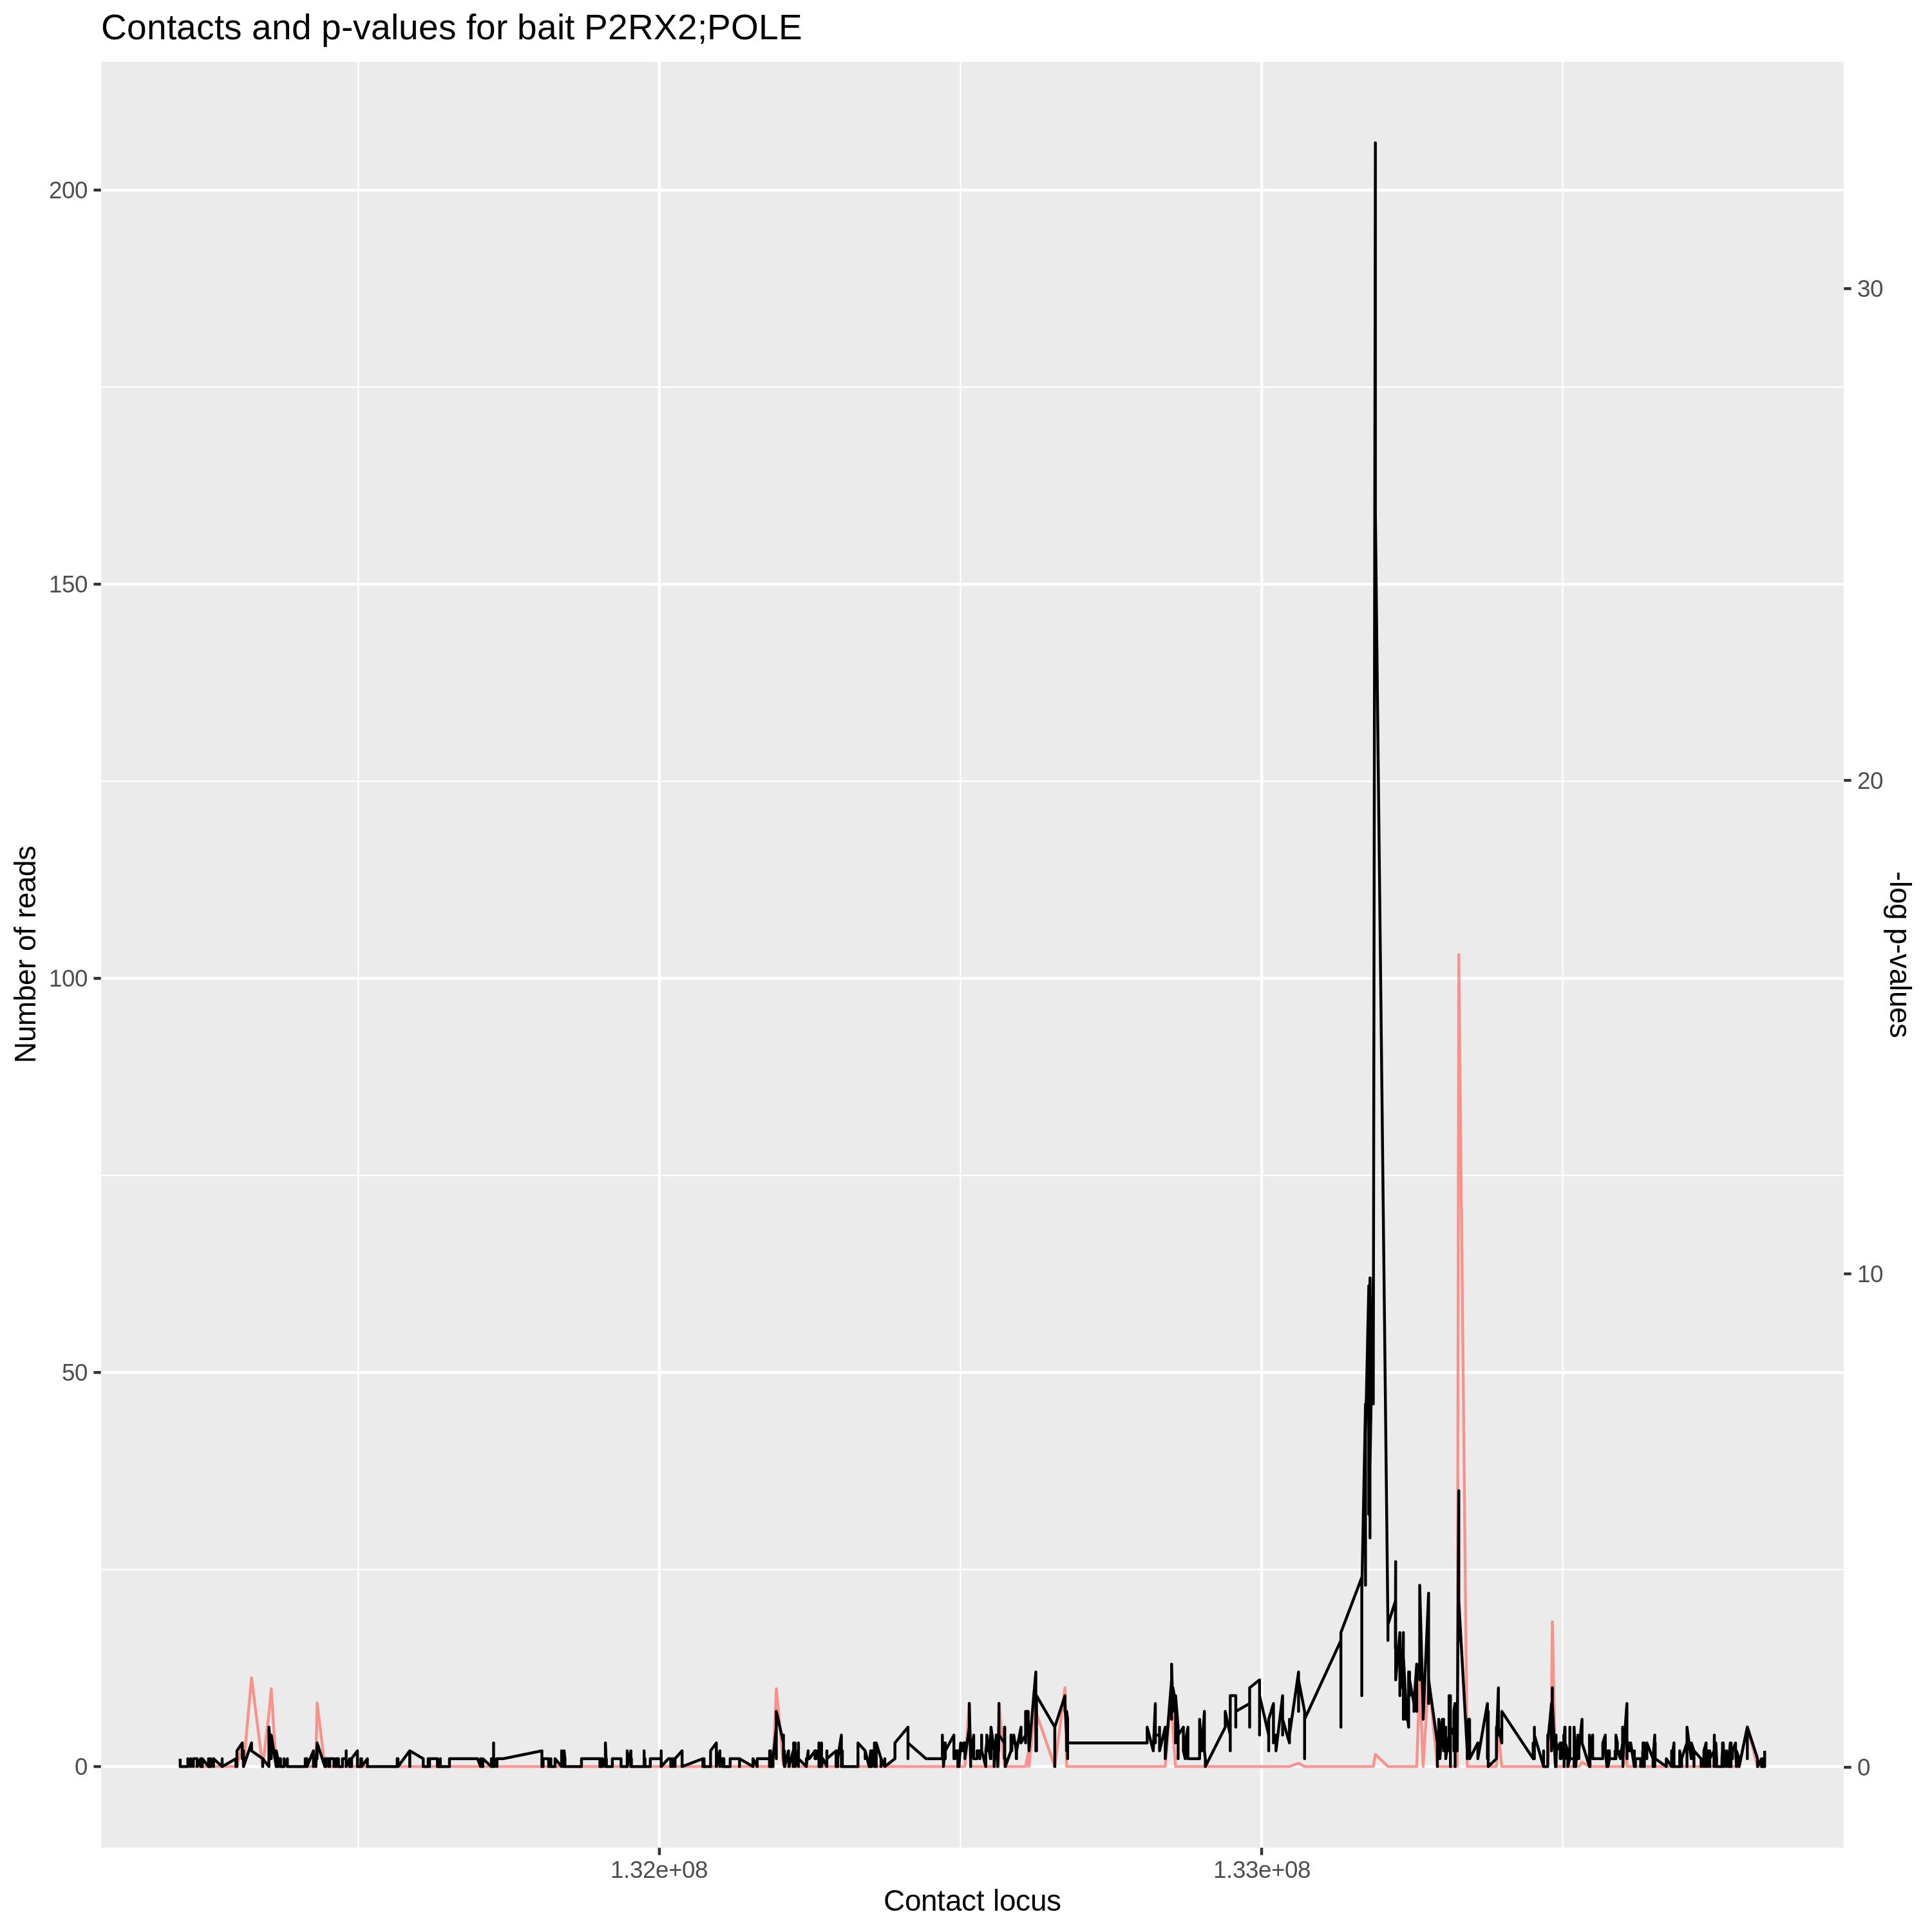 Contacts and p-values for bait P2RX2;POLE
200
150
100
50
0
Number of reads
30
20
10
0
-log p-values
1.32e+08
1.33e+08
Contact locus